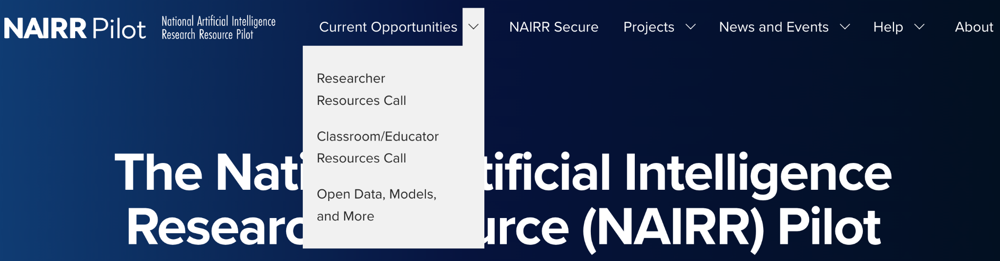 NAIRR Pilot
National Artificial Intelligence
Research Resource Pilot
Current Opportunities
NAIRR Secure
Projects
News and Events
Help
About
Researcher
Resources Call
Classroom/Educator
Resources Call
Open Data, Models,
and More
The Nati tificial Intelligence
Researc urce (NAIRR) Pilot